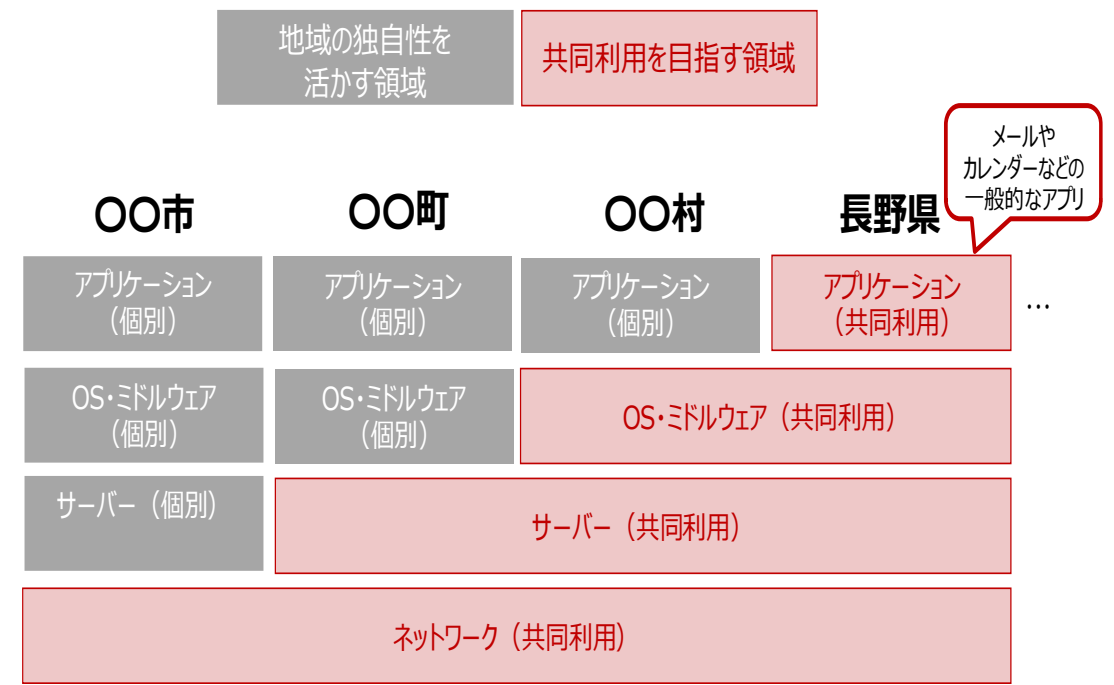 地域の独自性を
活かす領域
共同利用を目指す領域
メールや
カレンダーなどの
一般的なアプリ
〇〇市
〇〇町
〇〇村
長野県
アプリケーション
（個別）
アプリケーション
（個別）
アプリケーション
（個別）
アプリケーション
（共同利用）
…
OS・ミドルウェア
（個別）
OS・ミドルウェア
（個別）
OS・ミドルウェア（共同利用）
サーバー（個別）
サーバー（共同利用）
ネットワーク（共同利用）